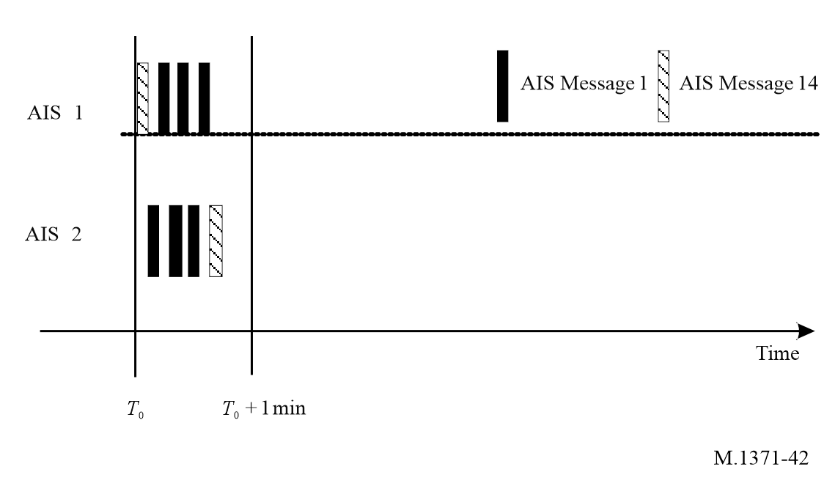 AIS Message 1
AIS Message 14
AIS 1
AIS 2
Time
T0
T0 + 1 min
M.1371-42